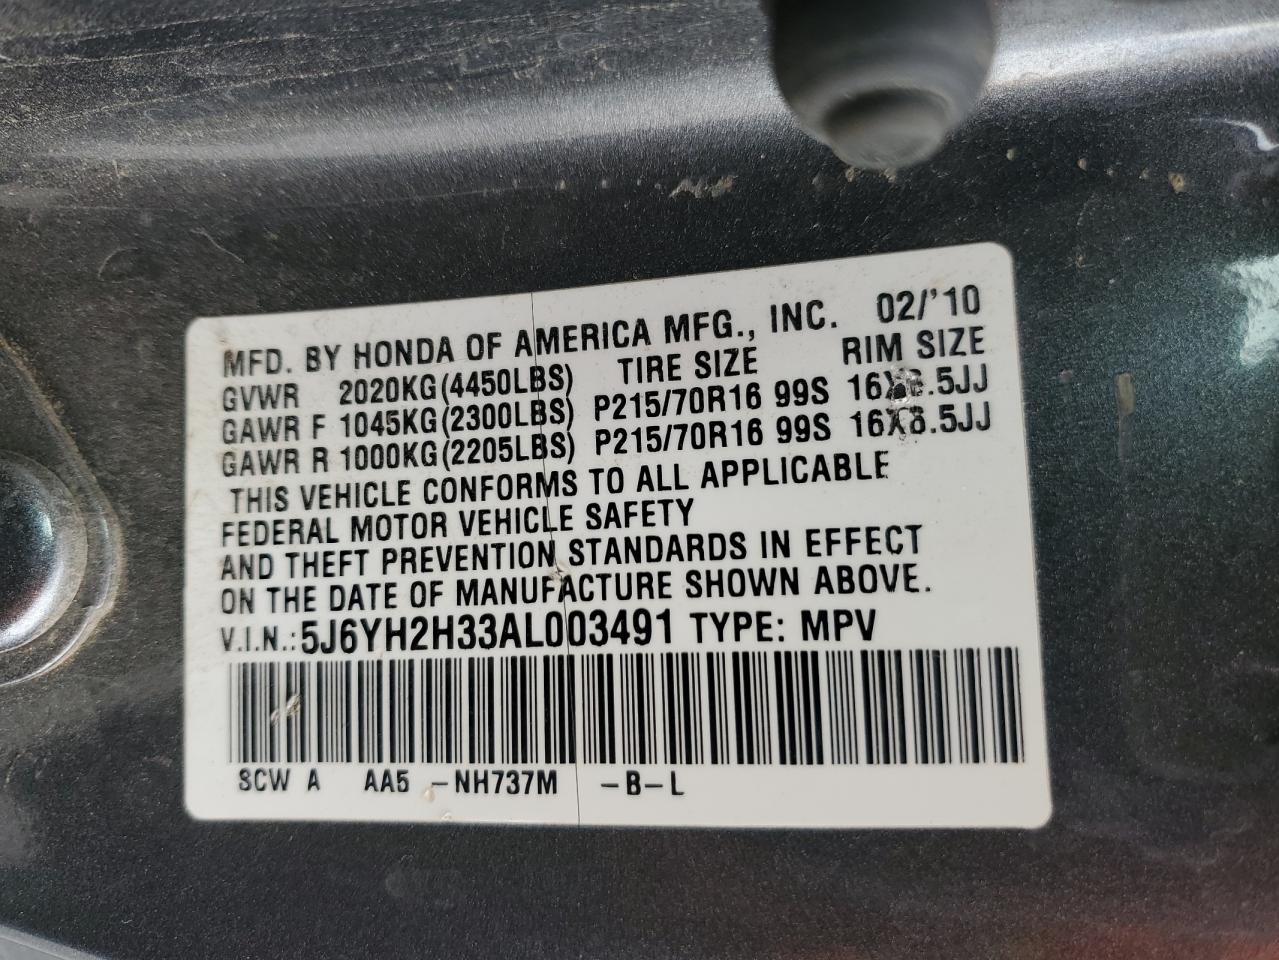 MFD. BY HONDA OF AMERICA MFG., INC. 02/'10
GVWR 2020KG(4450LBS) TIRE SIZE RIM SIZE
GAWR F 1045KG(2300LBS) P215/70R16 99S
GAWR R 1000KG(2205LBS) P215/70R16 99S
THIS VEHICLE CONFORMS TO ALL APPLICABLE
FEDERAL MOTOR VEHICLE SAFETY
AND THEFT PREVENTION STANDARDS IN EFFECT
ON THE DATE OF MANUFACTURE SHOWN ABOVE.
V.I.N.: 5J6YH2H33AL003491 TYPE: MPV
SCW A AA5 -NH737M -B-L